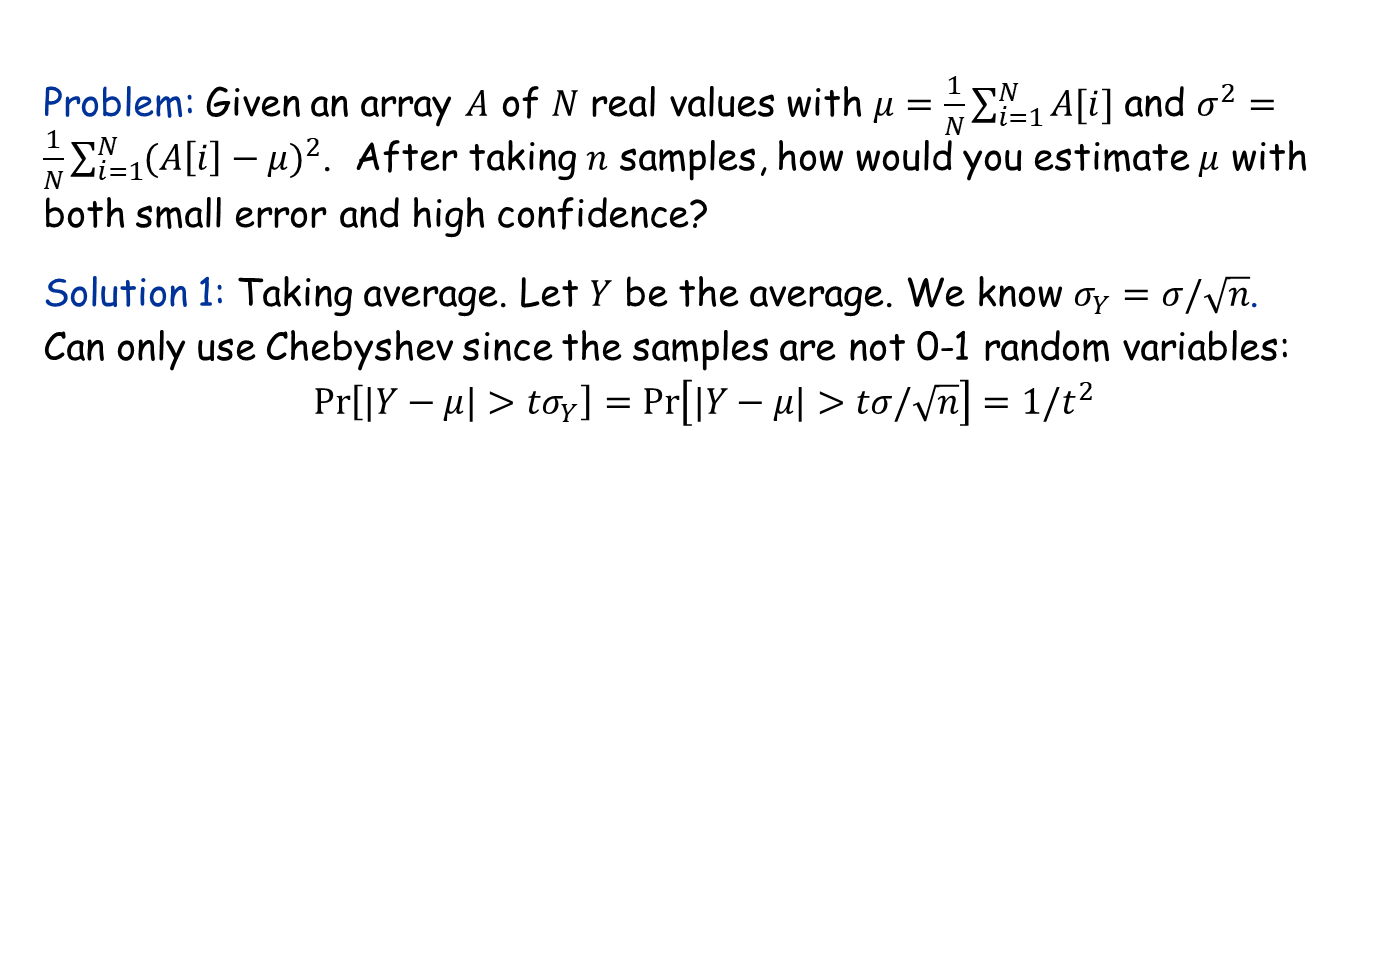 Problem: Given an array A of N real values with μ = 1/N ∑_{i=1}^{N} A[i] and σ² =
1/N ∑_{i=1}^{N} (A[i] − μ)². After taking n samples, how would you estimate μ with
both small error and high confidence?
Solution 1: Taking average. Let Y be the average. We know σ_Y = σ/√n.
Can only use Chebyshev since the samples are not 0-1 random variables:
Pr[|Y − μ| > tσ_Y] = Pr[|Y − μ| > tσ/√n] = 1/t²